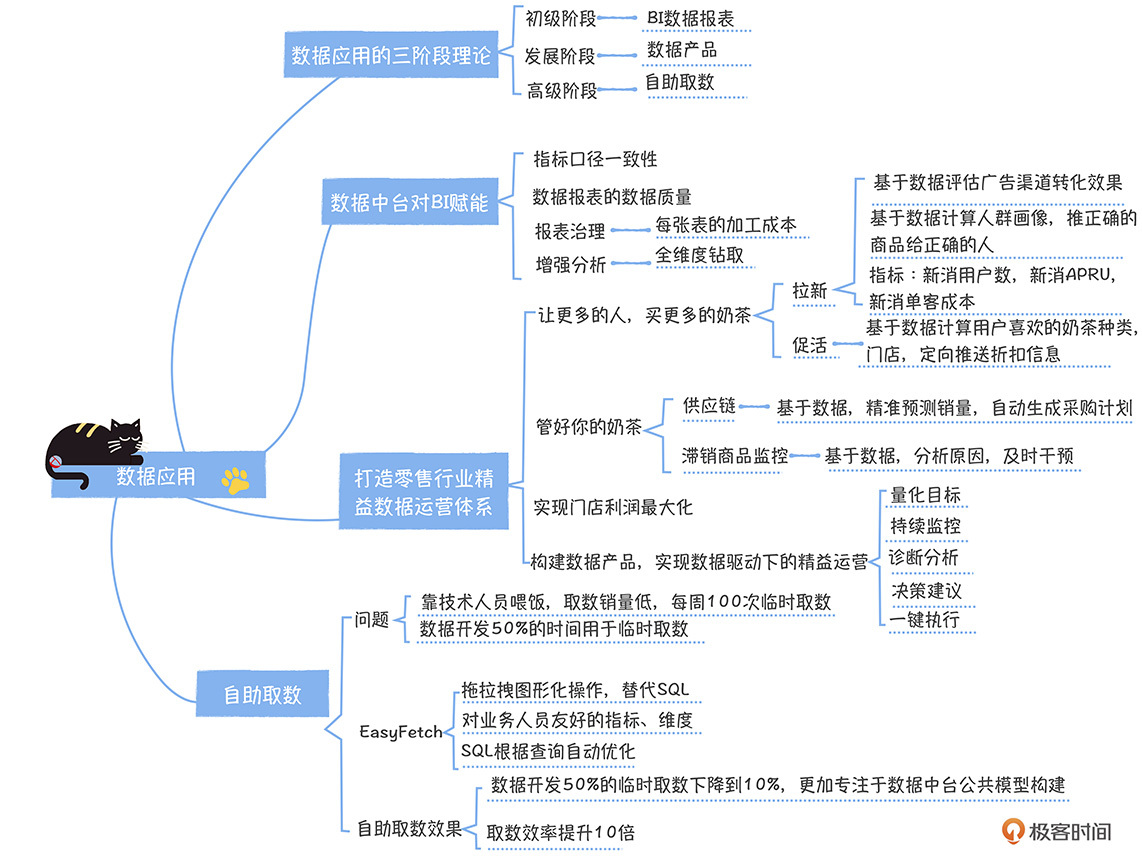 数据应用
数据应用的三阶段理论
初级阶段
BI数据报表
发展阶段
数据产品
高级阶段
自助取数
数据中台对BI赋能
指标口径一致性
数据报表的数据质量
报表治理
每张表的加工成本
增强分析
全维度钻取
打造零售行业精
益数据运营体系
让更多的人，买更多的奶茶
拉新
基于数据评估广告渠道转化效果
基于数据计算人群画像，推正确的
商品给正确的人
指标：新消用户数，新消APRU，
新消单客成本
促活
基于数据计算用户喜欢的奶茶种类，
门店，定向推送折扣信息
管好你的奶茶
供应链
基于数据，精准预测销量，自动生成采购计划
滞销商品监控
基于数据，分析原因，及时干预
实现门店利润最大化
构建数据产品，实现数据驱动下的精益运营
量化目标
持续监控
诊断分析
决策建议
一键执行
自助取数
问题
靠技术人员喂饭，取数销量低，每周100次临时取数
数据开发50%的时间用于临时取数
EasyFetch
拖拉拽图形化操作，替代SQL
对业务人员友好的指标、维度
SQL根据查询自动优化
自助取数效果
数据开发50%的临时取数下降到10%，更加专注于数据中台公共模型构建
取数效率提升10倍
极客时间